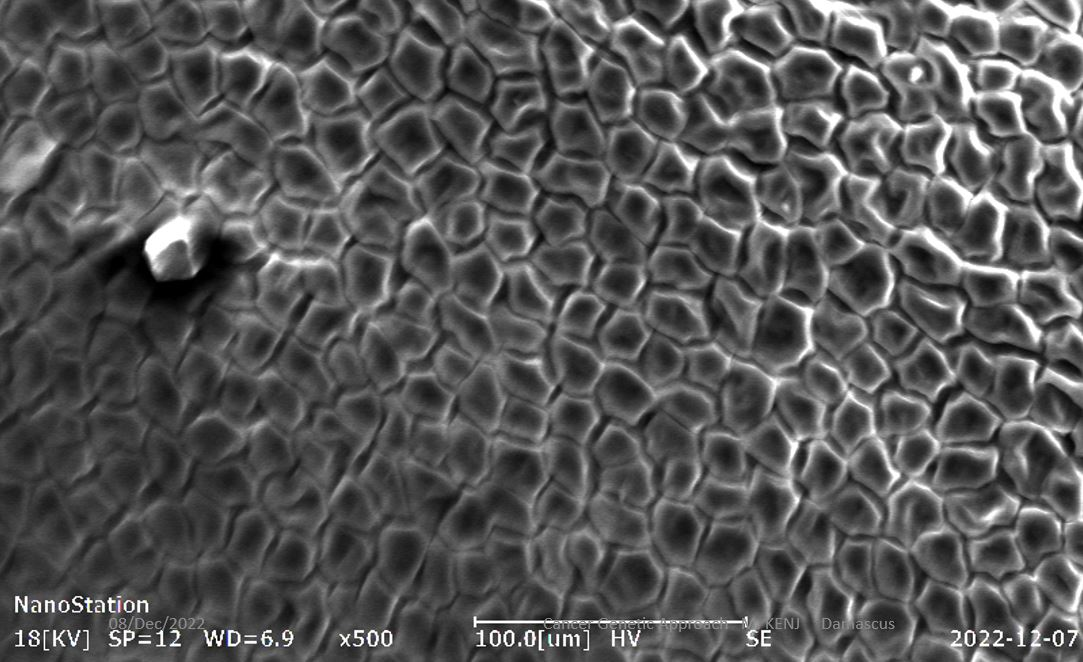 NanoStation
08/Dec/2022 Cancer Genetic Approach M KENJ Damascus
18[KV] SP=12 WD=6.9 x500 100.0[um] HV SE 2022-12-07